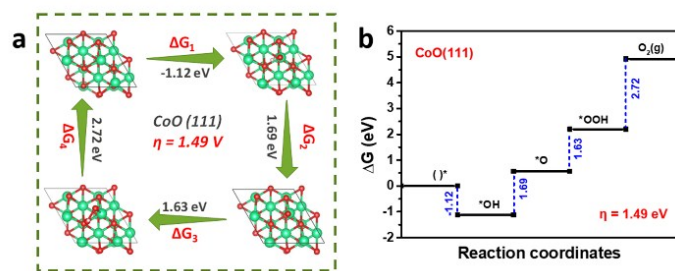 a
ΔG1
-1.12 eV
ΔG4
2.72 eV
CoO (111)
η = 1.49 V
1.69 eV
ΔG2
1.63 eV
ΔG3
b
ΔG (eV)
6
5
4
3
2
1
0
-1
-2
CoO(111)
( )*
-1.12
*OH
1.69
*O
1.63
*OOH
2.72
O2(g)
η = 1.49 eV
Reaction coordinates